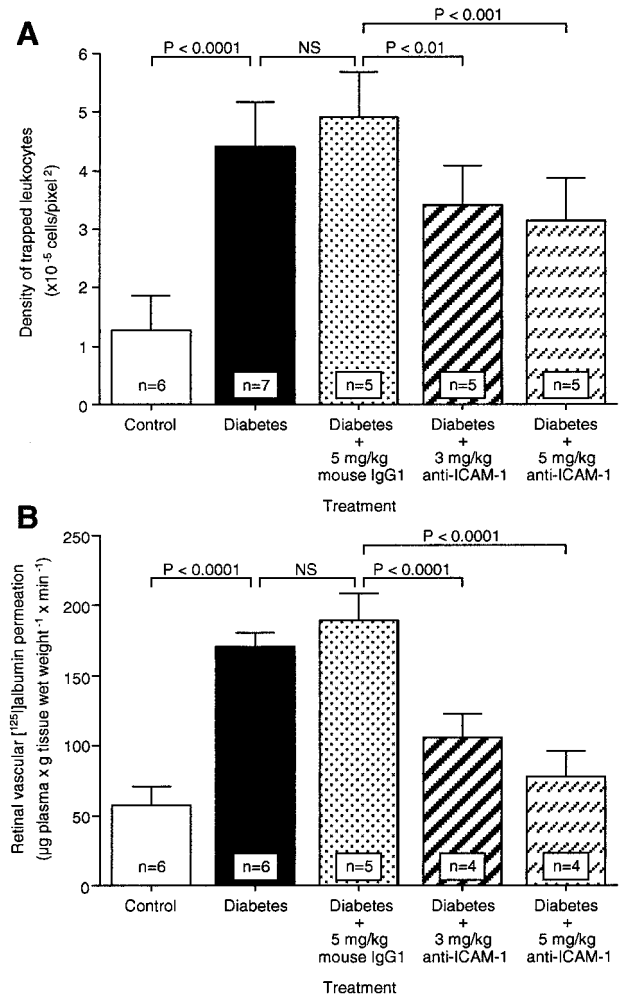 A
P < 0.001
P < 0.0001 NS P < 0.01
6
5
4
3
2
1
0
Density of trapped leukocytes
(x10 -5 cells/pixel 2)
n=6 n=7 n=5 n=5 n=5
Control Diabetes Diabetes Diabetes Diabetes
+ + +
5 mg/kg 3 mg/kg 5 mg/kg
mouse IgG1 anti-ICAM-1 anti-ICAM-1
Treatment
B
P < 0.0001
P < 0.0001 NS P < 0.0001
250
200
150
100
50
0
Retinal vascular [125I]albumin permeation
(µg plasma x g tissue wet weight -1 x min -1)
n=6 n=6 n=5 n=4 n=4
Control Diabetes Diabetes Diabetes Diabetes
+ + +
5 mg/kg 3 mg/kg 5 mg/kg
mouse IgG1 anti-ICAM-1 anti-ICAM-1
Treatment